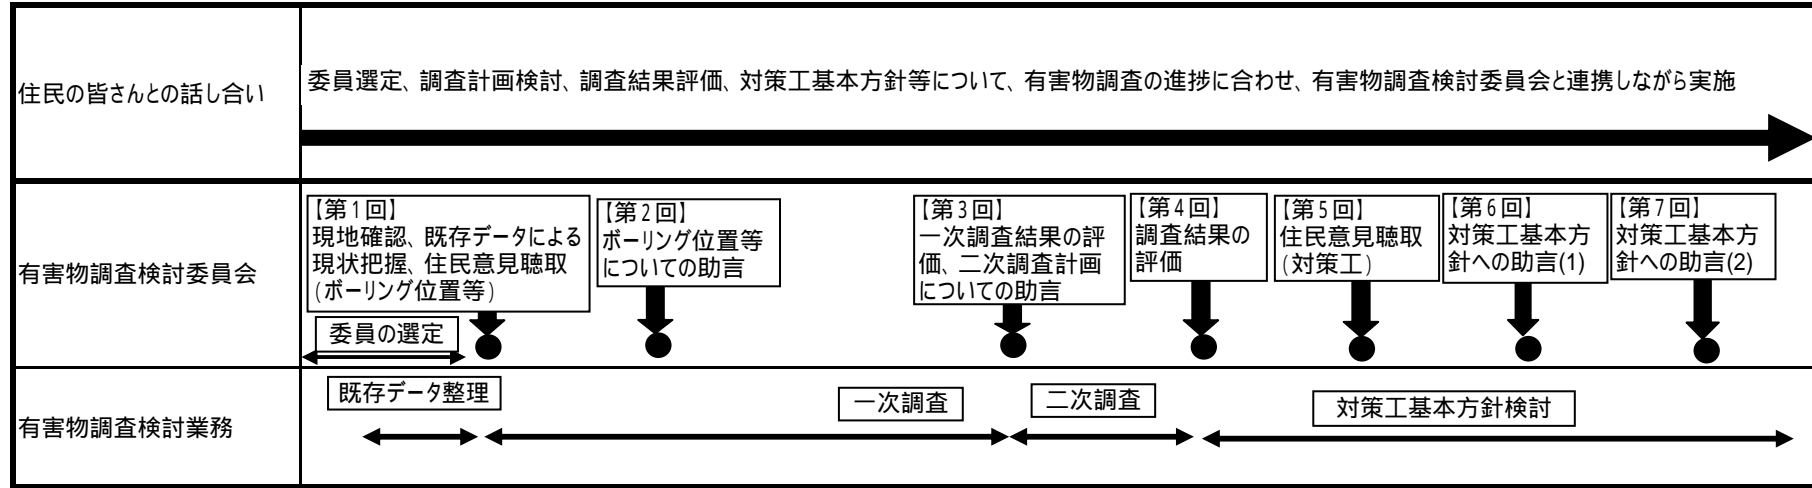 住民の皆さんとの話し合い
委員選定、調査計画検討、調査結果評価、対策工基本方針等について、有害物調査の進捗に合わせ、有害物調査検討委員会と連携しながら実施
有害物調査検討委員会
【第1回】
現地確認、既存データによる
現状把握、住民意見聴取
(ボーリング位置等)
【第2回】
ボーリング位置等
についての助言
【第3回】
一次調査結果の評
価、二次調査計画
についての助言
【第4回】
調査結果の
評価
【第5回】
住民意見聴取
(対策工)
【第6回】
対策工基本方
針への助言(1)
【第7回】
対策工基本方
針への助言(2)
委員の選定
有害物調査検討業務
既存データ整理
一次調査
二次調査
対策工基本方針検討